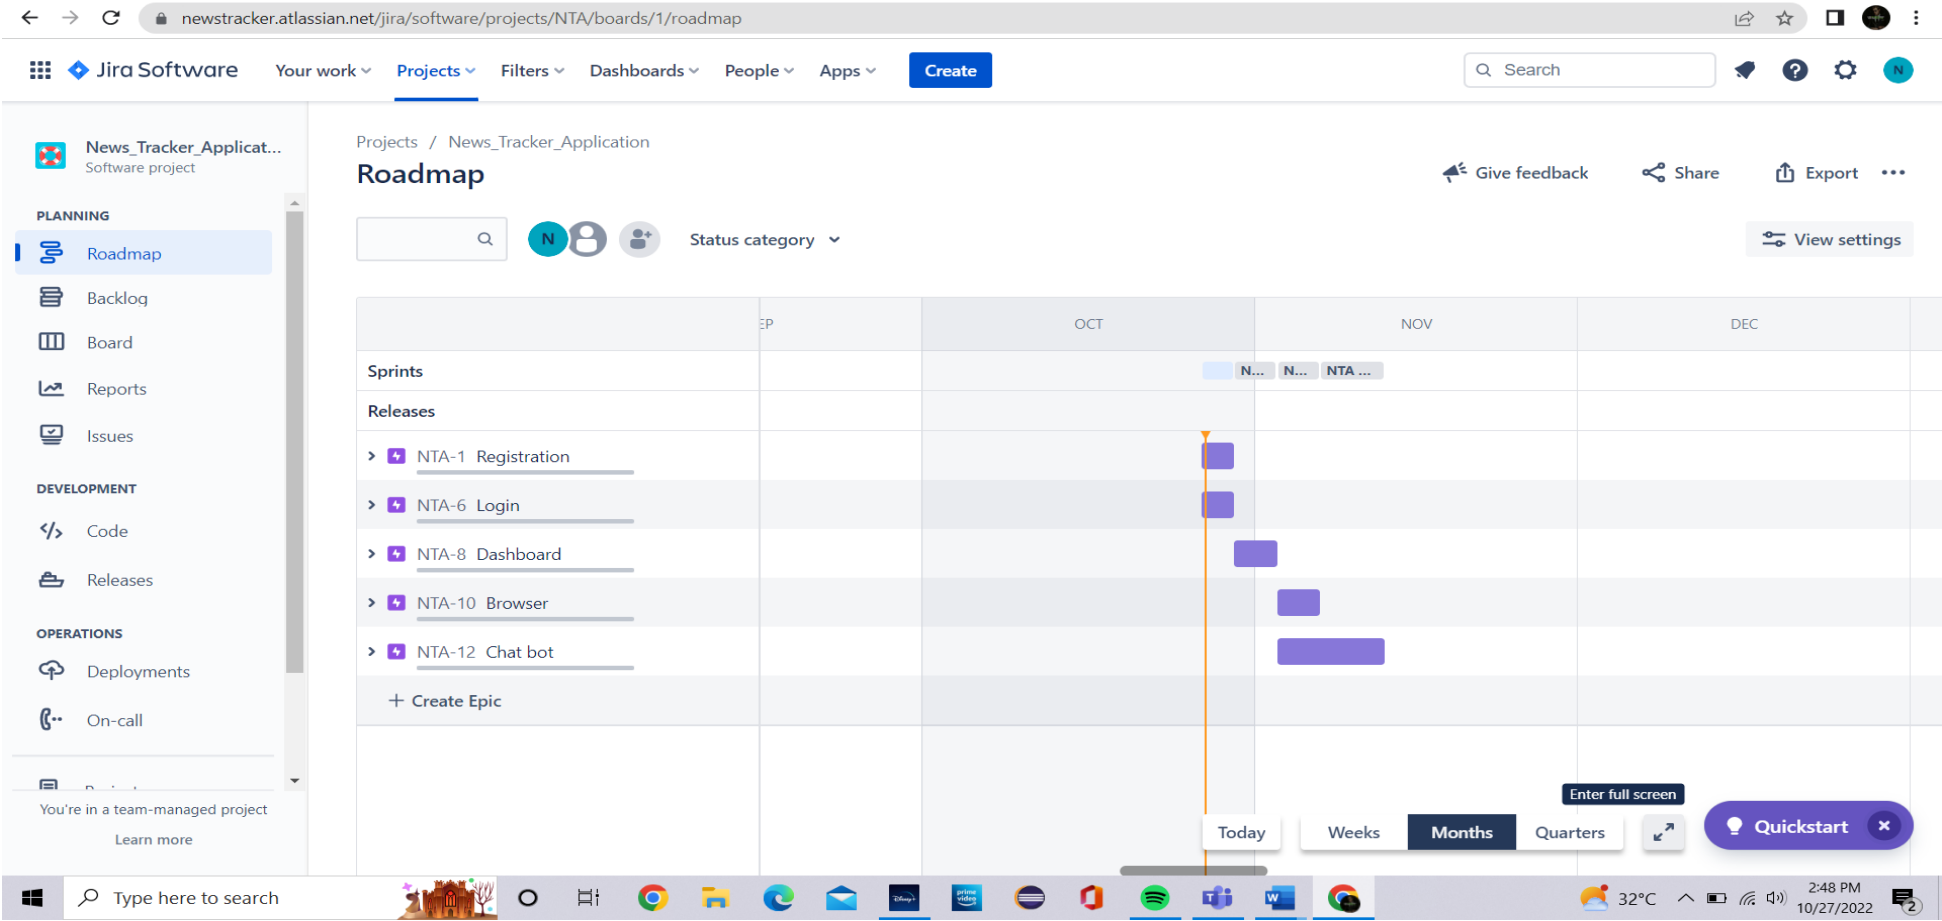 newstracker.atlassian.net/jira/software/projects/NTA/boards/1/roadmap
Jira Software
Your work
Projects
Filters
Dashboards
People
Apps
Create
Search
N
News_Tracker_Applicat...
Software project
PLANNING
Roadmap
Backlog
Board
Reports
Issues
DEVELOPMENT
Code
Releases
OPERATIONS
Deployments
On-call
You're in a team-managed project
Learn more
Projects / News_Tracker_Application
Roadmap
Give feedback
Share
Export
N
Status category
View settings
EP
OCT
NOV
DEC
Sprints
N...
N...
NTA ...
Releases
NTA-1 Registration
NTA-6 Login
NTA-8 Dashboard
NTA-10 Browser
NTA-12 Chat bot
+ Create Epic
Enter full screen
Today
Weeks
Months
Quarters
Quickstart
Type here to search
Disney+
prime video
32°C
2:48 PM
10/27/2022
2